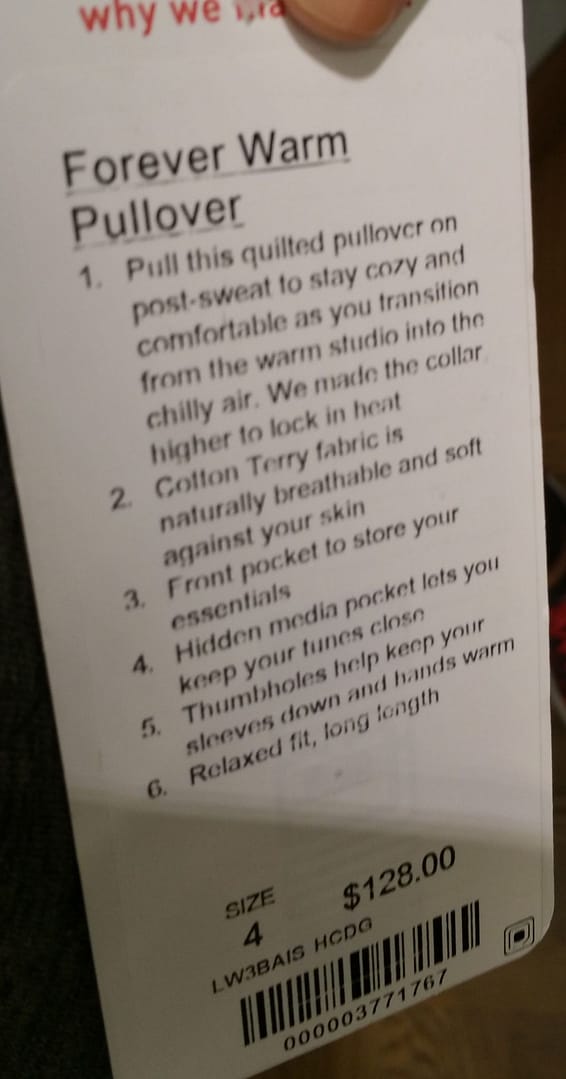 why we
Forever Warm
Pullover
1. Pull this quilted pullover on
post-sweat to stay cozy and
comfortable as you transition
from the warm studio into the
chilly air. We made the collar
higher to lock in heat
2. Cotton Terry fabric is
naturally breathable and soft
against your skin
3. Front pocket to store your
essentials
4. Hidden media pocket lets you
keep your tunes close
5. Thumbholes help keep your
sleeves down and hands warm
6. Relaxed fit, long length
SIZE
4
$128.00
LW3BAIS HCDG
000003771767